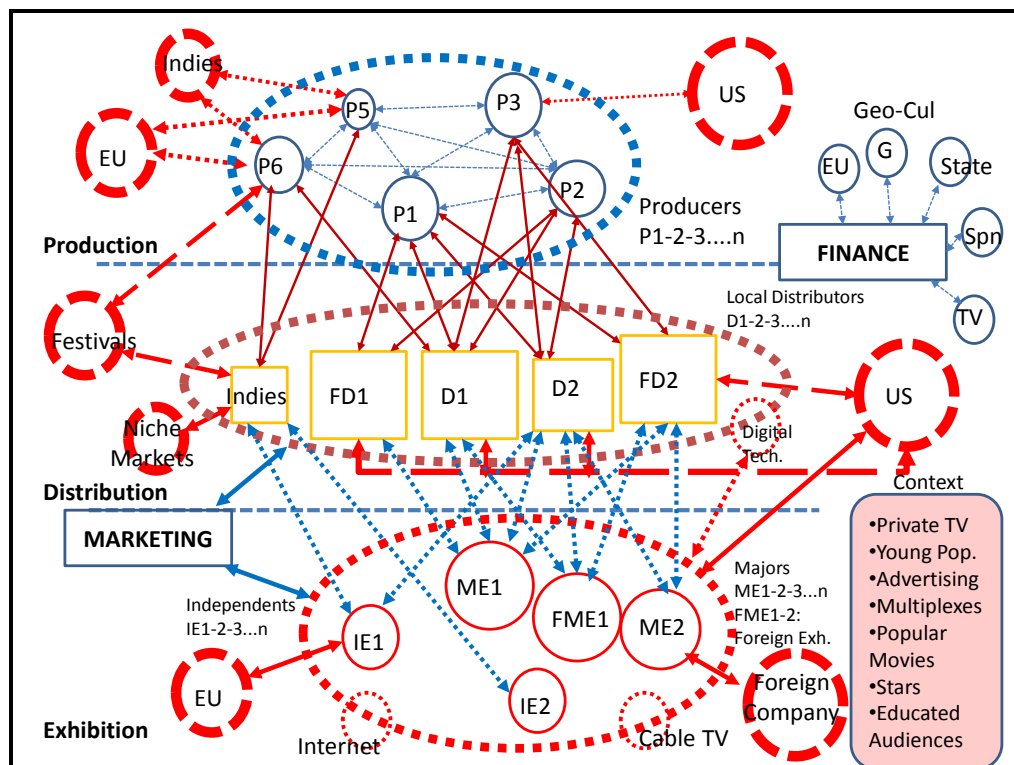 Indies
P5
P3
US
Geo-Cul
EU
G
State
EU
P6
P1
P2
Producers
P1-2-3....n
Spn
FINANCE
Production
TV
Local Distributors
D1-2-3....n
Festivals
Indies
FD1
D1
D2
FD2
US
Niche
Markets
Digital
Tech.
Distribution
Context
•Private TV
•Young Pop.
•Advertising
•Multiplexes
•Popular
Movies
•Stars
•Educated
Audiences
MARKETING
Independents
IE1-2-3...n
ME1
FME1
ME2
Majors
ME1-2-3...n
FME1-2:
Foreign Exh.
IE1
EU
IE2
Foreign
Company
Exhibition
Internet
Cable TV